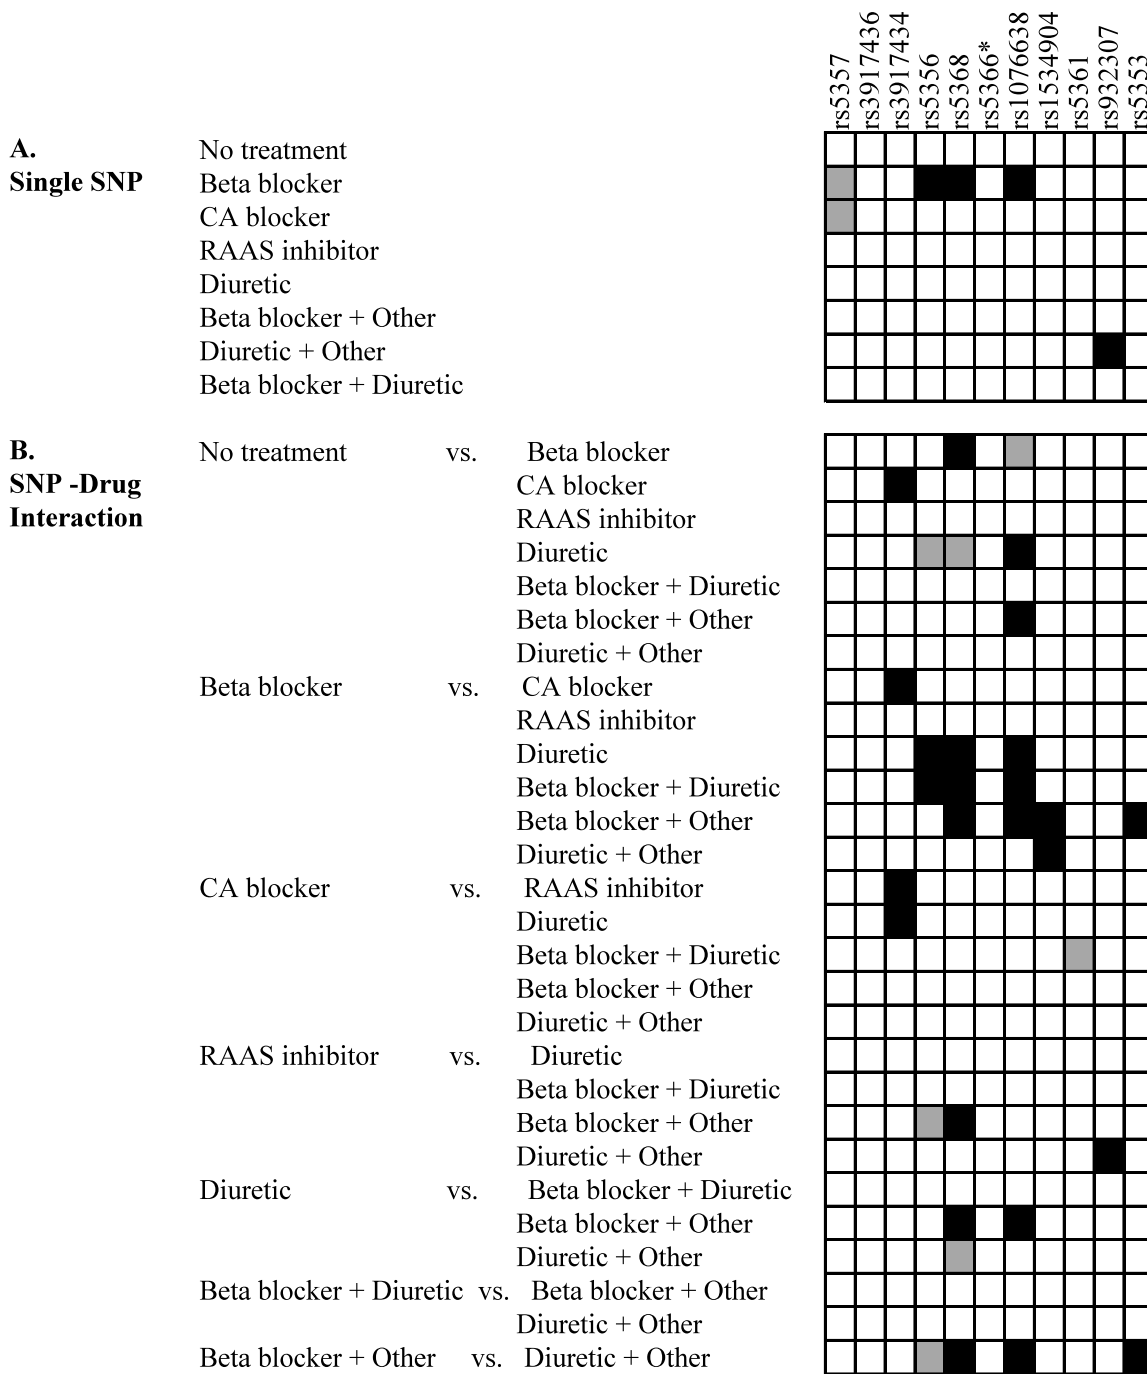 rs5357 rs3917436 rs3917434 rs5356 rs5368 rs5366* rs1076638 rs1534904 rs5361 rs932307 rs5353
A. No treatment
Single SNP Beta blocker
CA blocker
RAAS inhibitor
Diuretic
Beta blocker + Other
Diuretic + Other
Beta blocker + Diuretic
B. No treatment vs. Beta blocker
SNP -Drug CA blocker
Interaction RAAS inhibitor
Diuretic
Beta blocker + Diuretic
Beta blocker + Other
Diuretic + Other
Beta blocker vs. CA blocker
RAAS inhibitor
Diuretic
Beta blocker + Diuretic
Beta blocker + Other
Diuretic + Other
CA blocker vs. RAAS inhibitor
Diuretic
Beta blocker + Diuretic
Beta blocker + Other
Diuretic + Other
RAAS inhibitor vs. Diuretic
Beta blocker + Diuretic
Beta blocker + Other
Diuretic + Other
Diuretic vs. Beta blocker + Diuretic
Beta blocker + Other
Diuretic + Other
Beta blocker + Diuretic vs. Beta blocker + Other
Diuretic + Other
Beta blocker + Other vs. Diuretic + Other